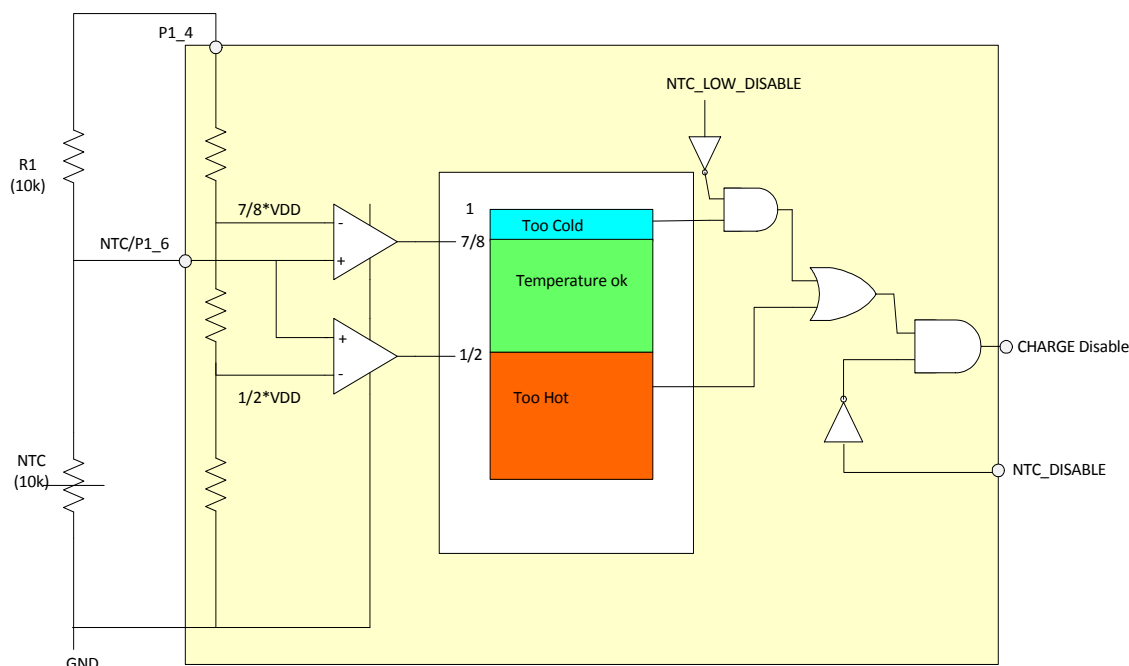 P1_4
NTC_LOW_DISABLE
R1
(10k)
7/8*VDD
-
+
1
Too Cold
7/8
NTC/P1_6
Temperature ok
+
-
1/2
1/2*VDD
CHARGE Disable
Too Hot
NTC
(10k)
NTC_DISABLE
GND